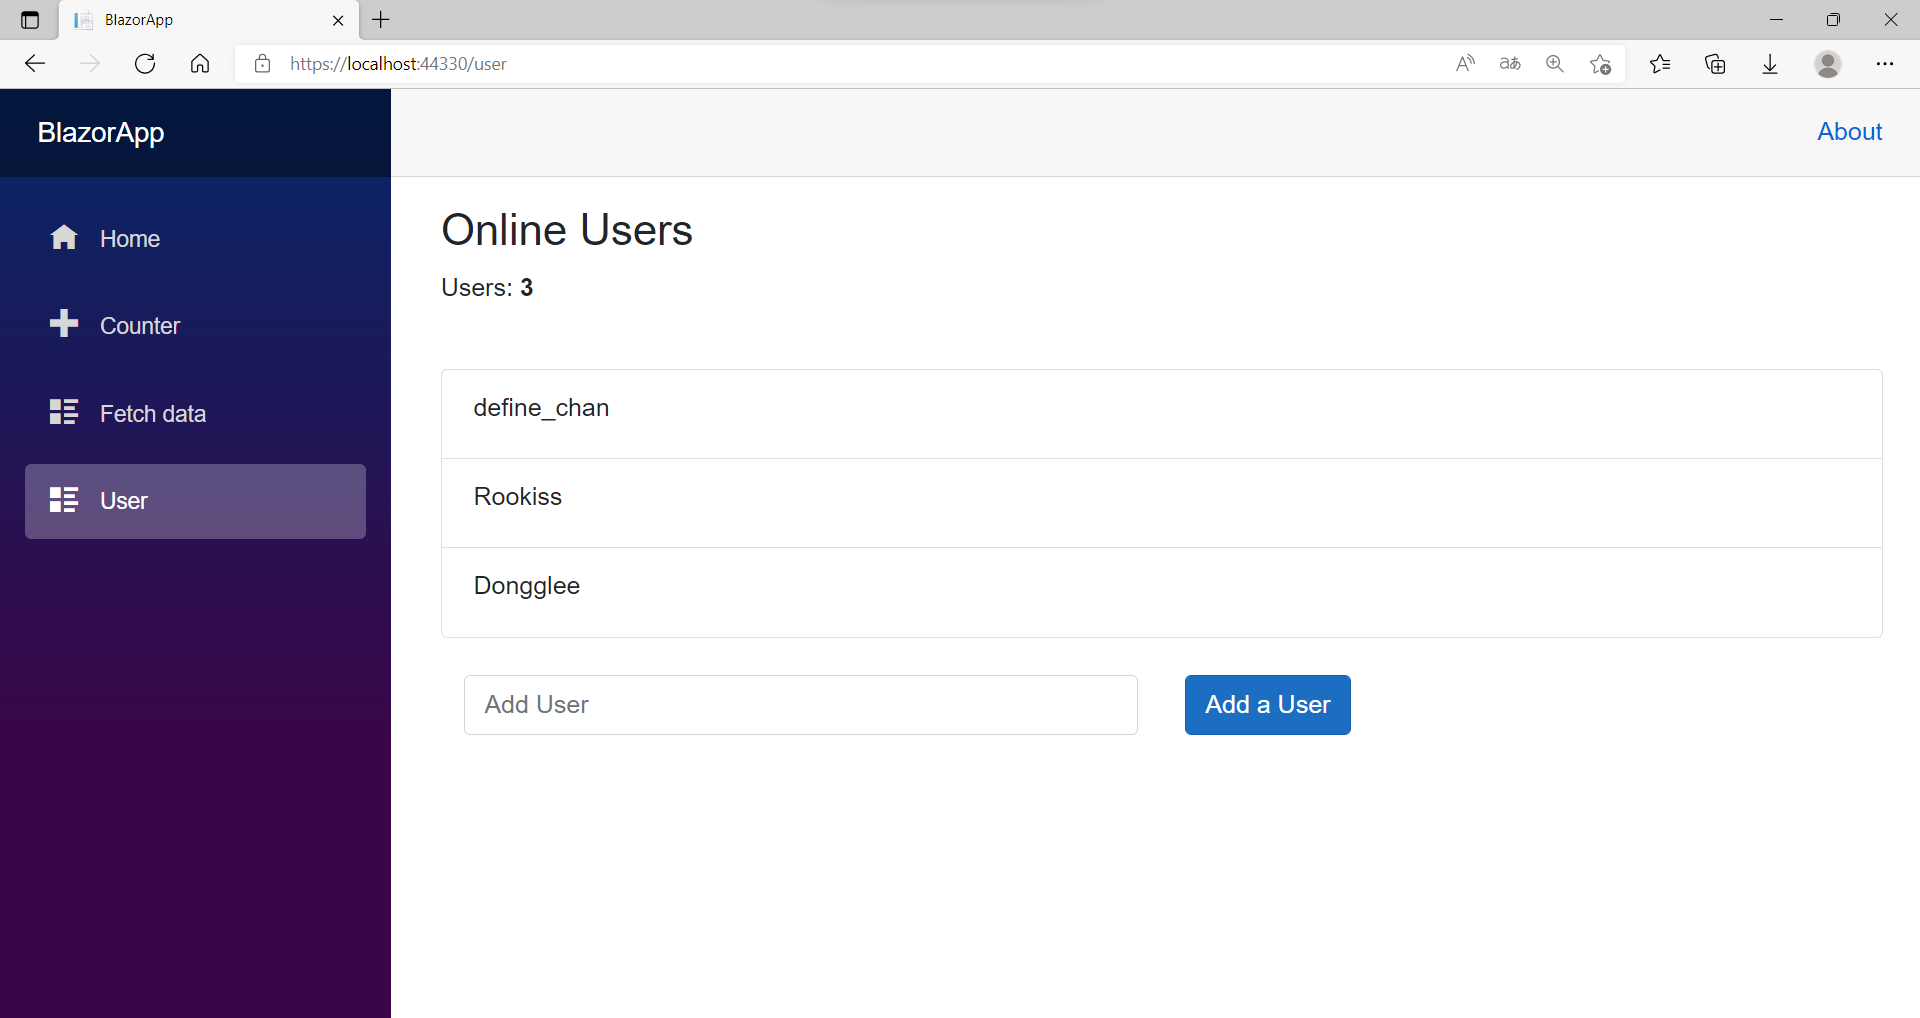 BlazorApp
https://localhost:44330/user
BlazorApp
About
Home
Counter
Fetch data
User
Online Users
Users: 3
define_chan
Rookiss
Dongglee
Add User
Add a User